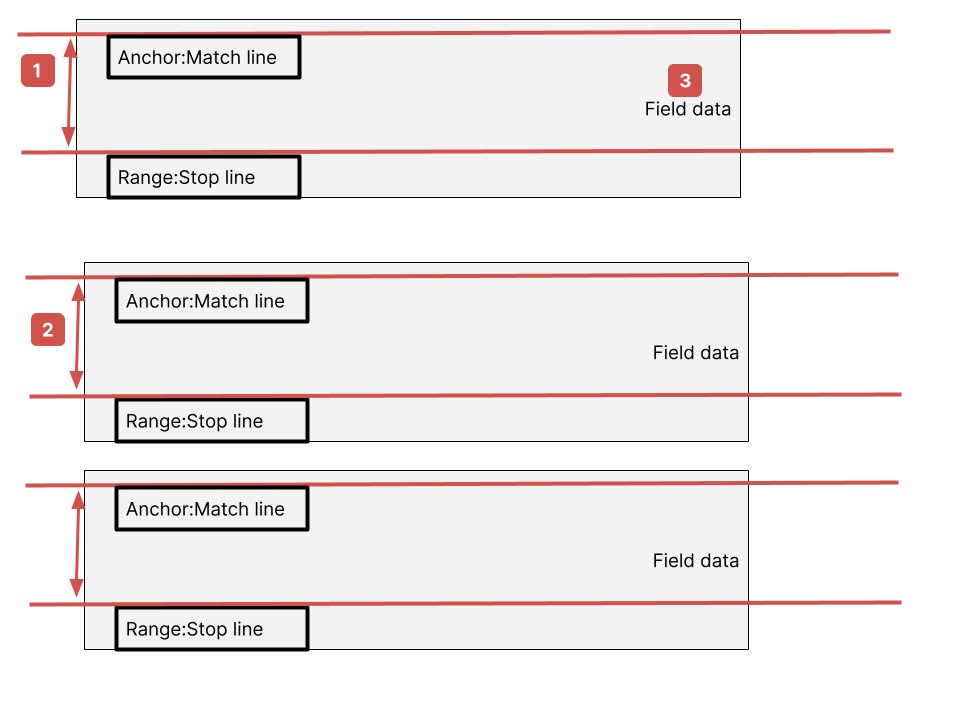 1
Anchor:Match line
3
Field data
Range:Stop line
Anchor:Match line
2
Field data
Range:Stop line
Anchor:Match line
Field data
Range:Stop line